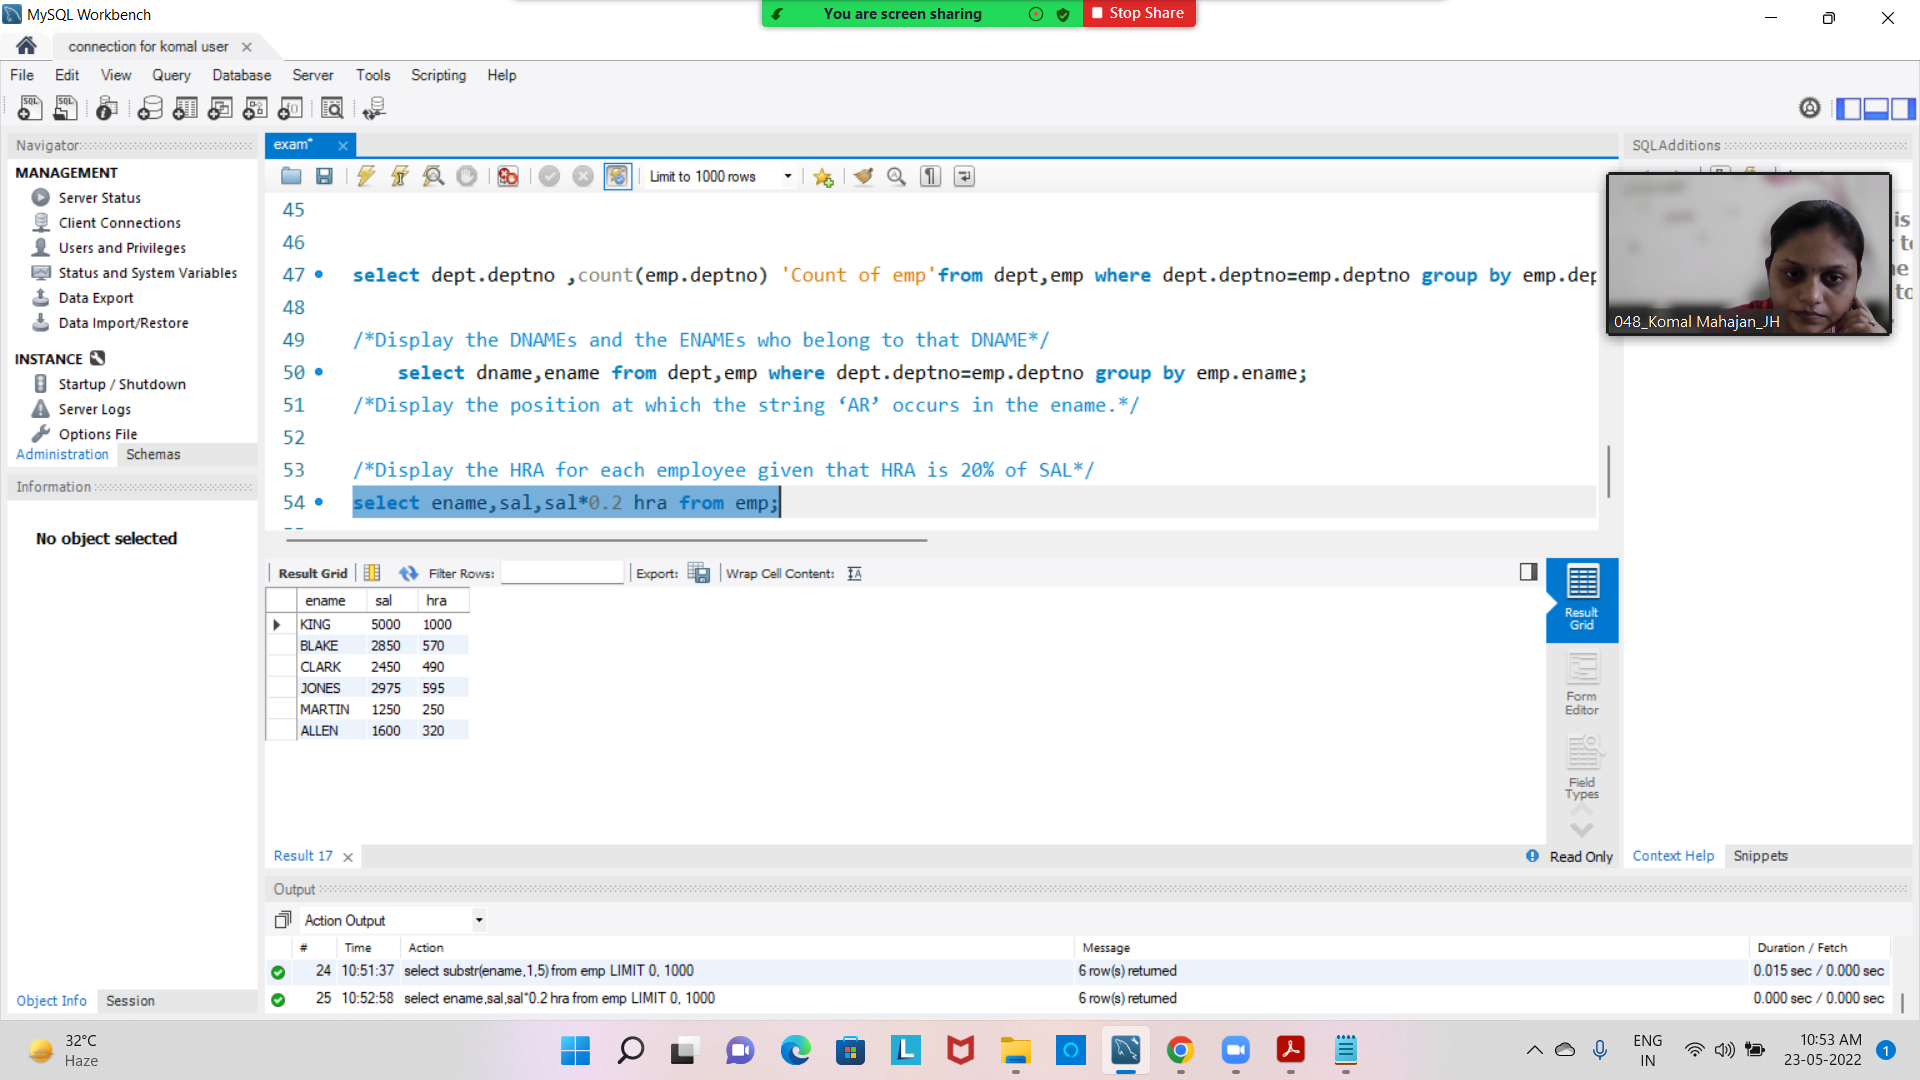 MySQL Workbench
You are screen sharing
Stop Share
connection for komal user
File Edit View Query Database Server Tools Scripting Help
Navigator
MANAGEMENT
Server Status
Client Connections
Users and Privileges
Status and System Variables
Data Export
Data Import/Restore
INSTANCE
Startup / Shutdown
Server Logs
Options File
Administration Schemas
Information
No object selected
Object Info Session
exam*
Limit to 1000 rows
45
46
47 select dept.deptno ,count(emp.deptno) 'Count of emp'from dept,emp where dept.deptno=emp.deptno group by emp.dep
48
49 /*Display the DNAMEs and the ENAMEs who belong to that DNAME*/
50 select dname,ename from dept,emp where dept.deptno=emp.deptno group by emp.ename;
51 /*Display the position at which the string ‘AR’ occurs in the ename.*/
52
53 /*Display the HRA for each employee given that HRA is 20% of SAL*/
54 select ename,sal,sal*0.2 hra from emp;
Result Grid Filter Rows: Export: Wrap Cell Content:
ename sal hra
KING 5000 1000
BLAKE 2850 570
CLARK 2450 490
JONES 2975 595
MARTIN 1250 250
ALLEN 1600 320
Result Grid
Form Editor
Field Types
Result 17
Read Only
SQLAdditions
048_Komal Mahajan_JH
Context Help Snippets
Output
Action Output
# Time Action Message Duration / Fetch
24 10:51:37 select substr(ename,1,5) from emp LIMIT 0, 1000 6 row(s) returned 0.015 sec / 0.000 sec
25 10:52:58 select ename,sal,sal*0.2 hra from emp LIMIT 0, 1000 6 row(s) returned 0.000 sec / 0.000 sec
32°C
Haze
ENG
IN
10:53 AM
23-05-2022
1